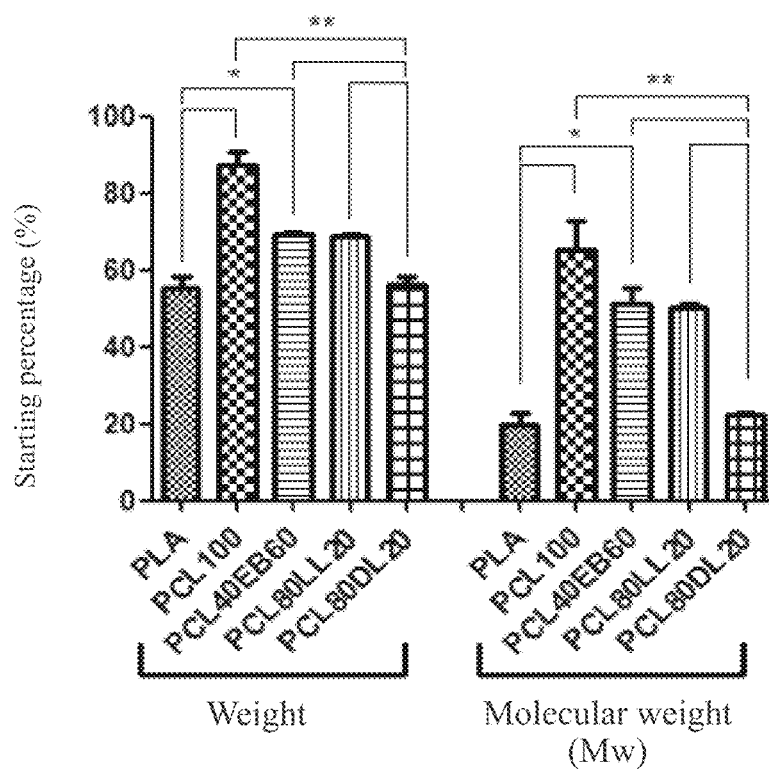 **
*
**
*
100
80
60
40
20
0
Starting percentage (%)
PLA
PCL100
PCL40EB60
PCL80LL20
PCL80DL20
PLA
PCL100
PCL40EB60
PCL80LL20
PCL80DL20
Weight
Molecular weight
(Mw)